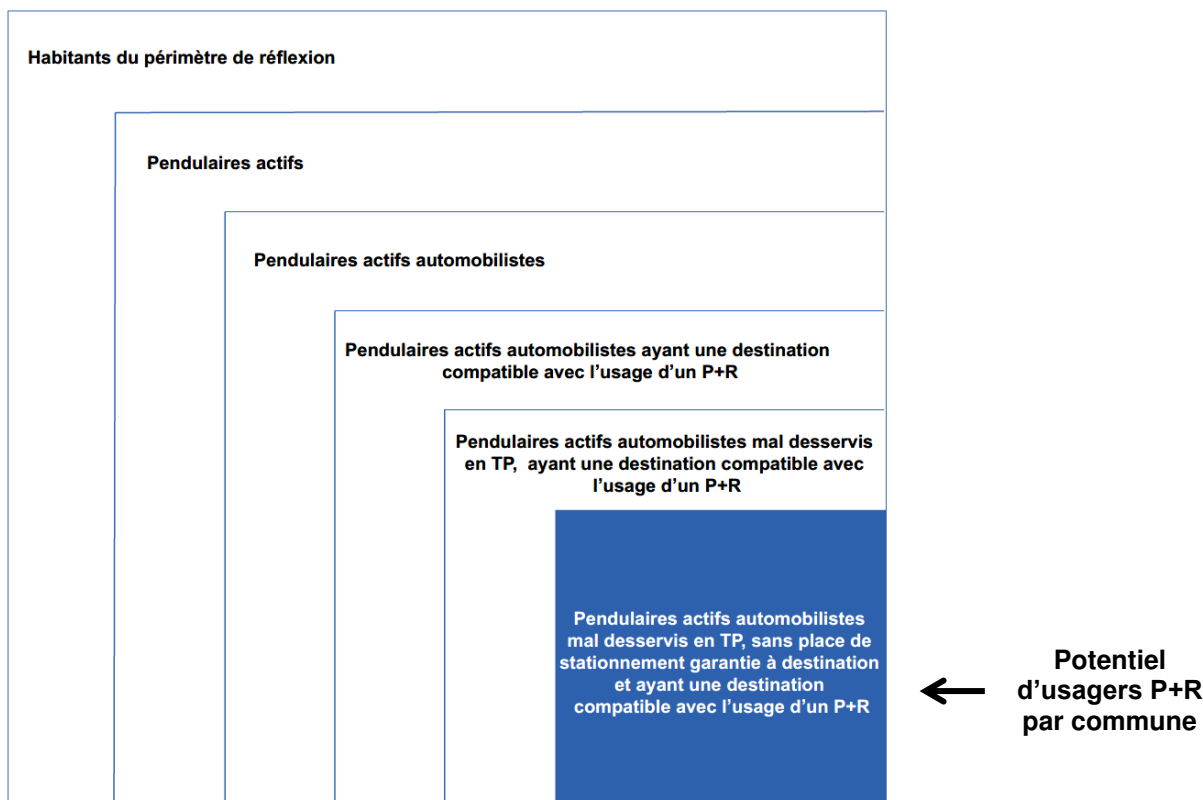 Habitants du périmètre de réflexion
Pendulaires actifs
Pendulaires actifs automobilistes
Pendulaires actifs automobilistes ayant une destination
compatible avec l'usage d'un P+R
Pendulaires actifs automobilistes mal desservis
en TP, ayant une destination compatible avec
l'usage d'un P+R
Pendulaires actifs automobilistes
mal desservis en TP, sans place de
stationnement garantie à destination
et ayant une destination
compatible avec l'usage d'un P+R
Potentiel
d'usagers P+R
par commune